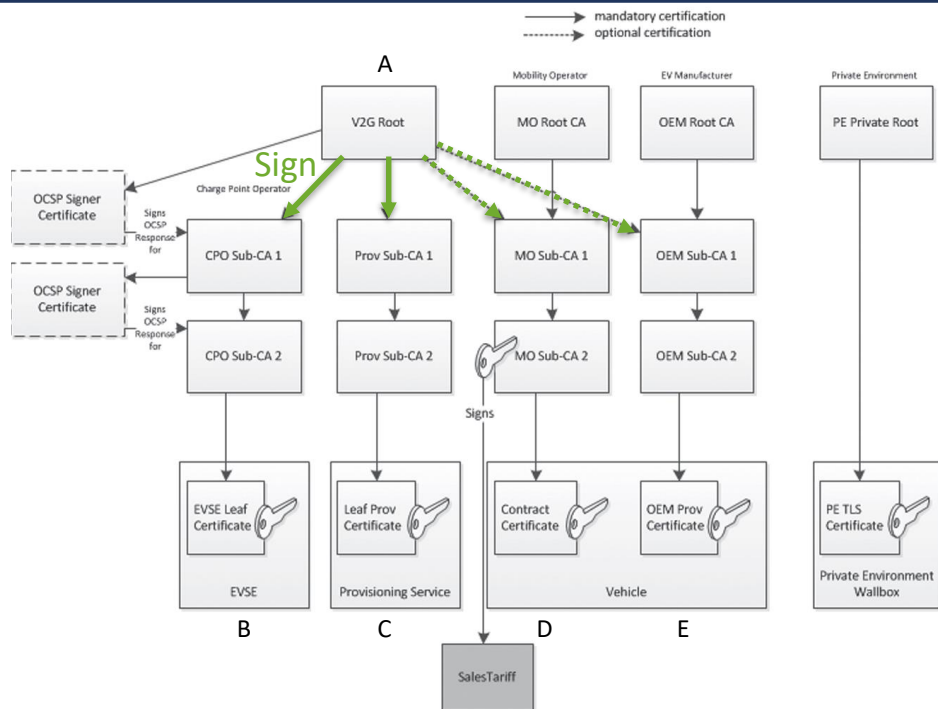 mandatory certification
optional certification
A
Mobility Operator
EV Manufacturer
Private Environment
V2G Root
MO Root CA
OEM Root CA
PE Private Root
Sign
Charge Point Operator
OCSP Signer
Certificate
Signs
OCSP
Response
for
CPO Sub-CA 1
Prov Sub-CA 1
MO Sub-CA 1
OEM Sub-CA 1
OCSP Signer
Certificate
Signs
OCSP
Response
for
CPO Sub-CA 2
Prov Sub-CA 2
MO Sub-CA 2
OEM Sub-CA 2
Signs
EVSE Leaf
Certificate
Leaf Prov
Certificate
Contract
Certificate
OEM Prov
Certificate
PE TLS
Certificate
EVSE
Provisioning Service
Vehicle
Private Environment
Wallbox
B
C
D
E
SalesTariff